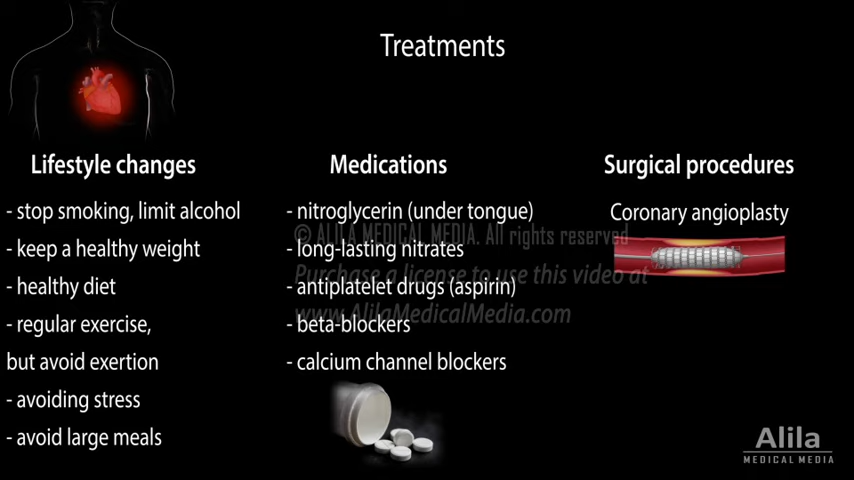 Treatments
Lifestyle changes
- stop smoking, limit alcohol
- keep a healthy weight
- healthy diet
- regular exercise,
but avoid exertion
- avoiding stress
- avoid large meals
Medications
- nitroglycerin (under tongue)
- long-lasting nitrates
- antiplatelet drugs (aspirin)
- beta-blockers
- calcium channel blockers
Surgical procedures
Coronary angioplasty
© ALILA MEDICAL MEDIA. All rights reserved
Purchase a license to use this video at
www.AlilaMedicalMedia.com
Alila
MEDICAL MEDIA